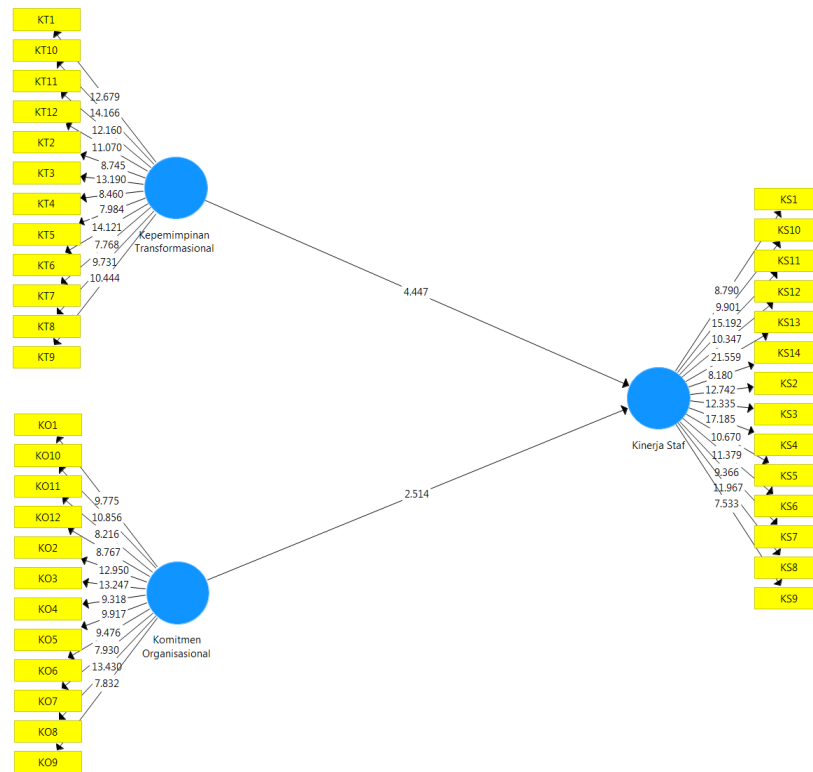 KT1
KT10
KT11
KT12
KT2
KT3
KT4
KT5
KT6
KT7
KT8
KT9
12.679
14.166
12.160
11.070
8.745
13.190
8.460
7.984
14.121
7.768
9.731
10.444
Kepemimpinan
Transformasional
4.447
KO1
KO10
KO11
KO12
KO2
KO3
KO4
KO5
KO6
KO7
KO8
KO9
9.775
10.856
8.216
8.767
12.950
13.247
9.318
9.917
9.476
7.930
13.430
7.832
Komitmen
Organisasional
2.514
Kinerja Staf
8.790
9.901
15.192
10.347
21.559
8.180
12.742
12.335
17.185
10.670
11.379
9.366
11.967
7.533
KS1
KS10
KS11
KS12
KS13
KS14
KS2
KS3
KS4
KS5
KS6
KS7
KS8
KS9